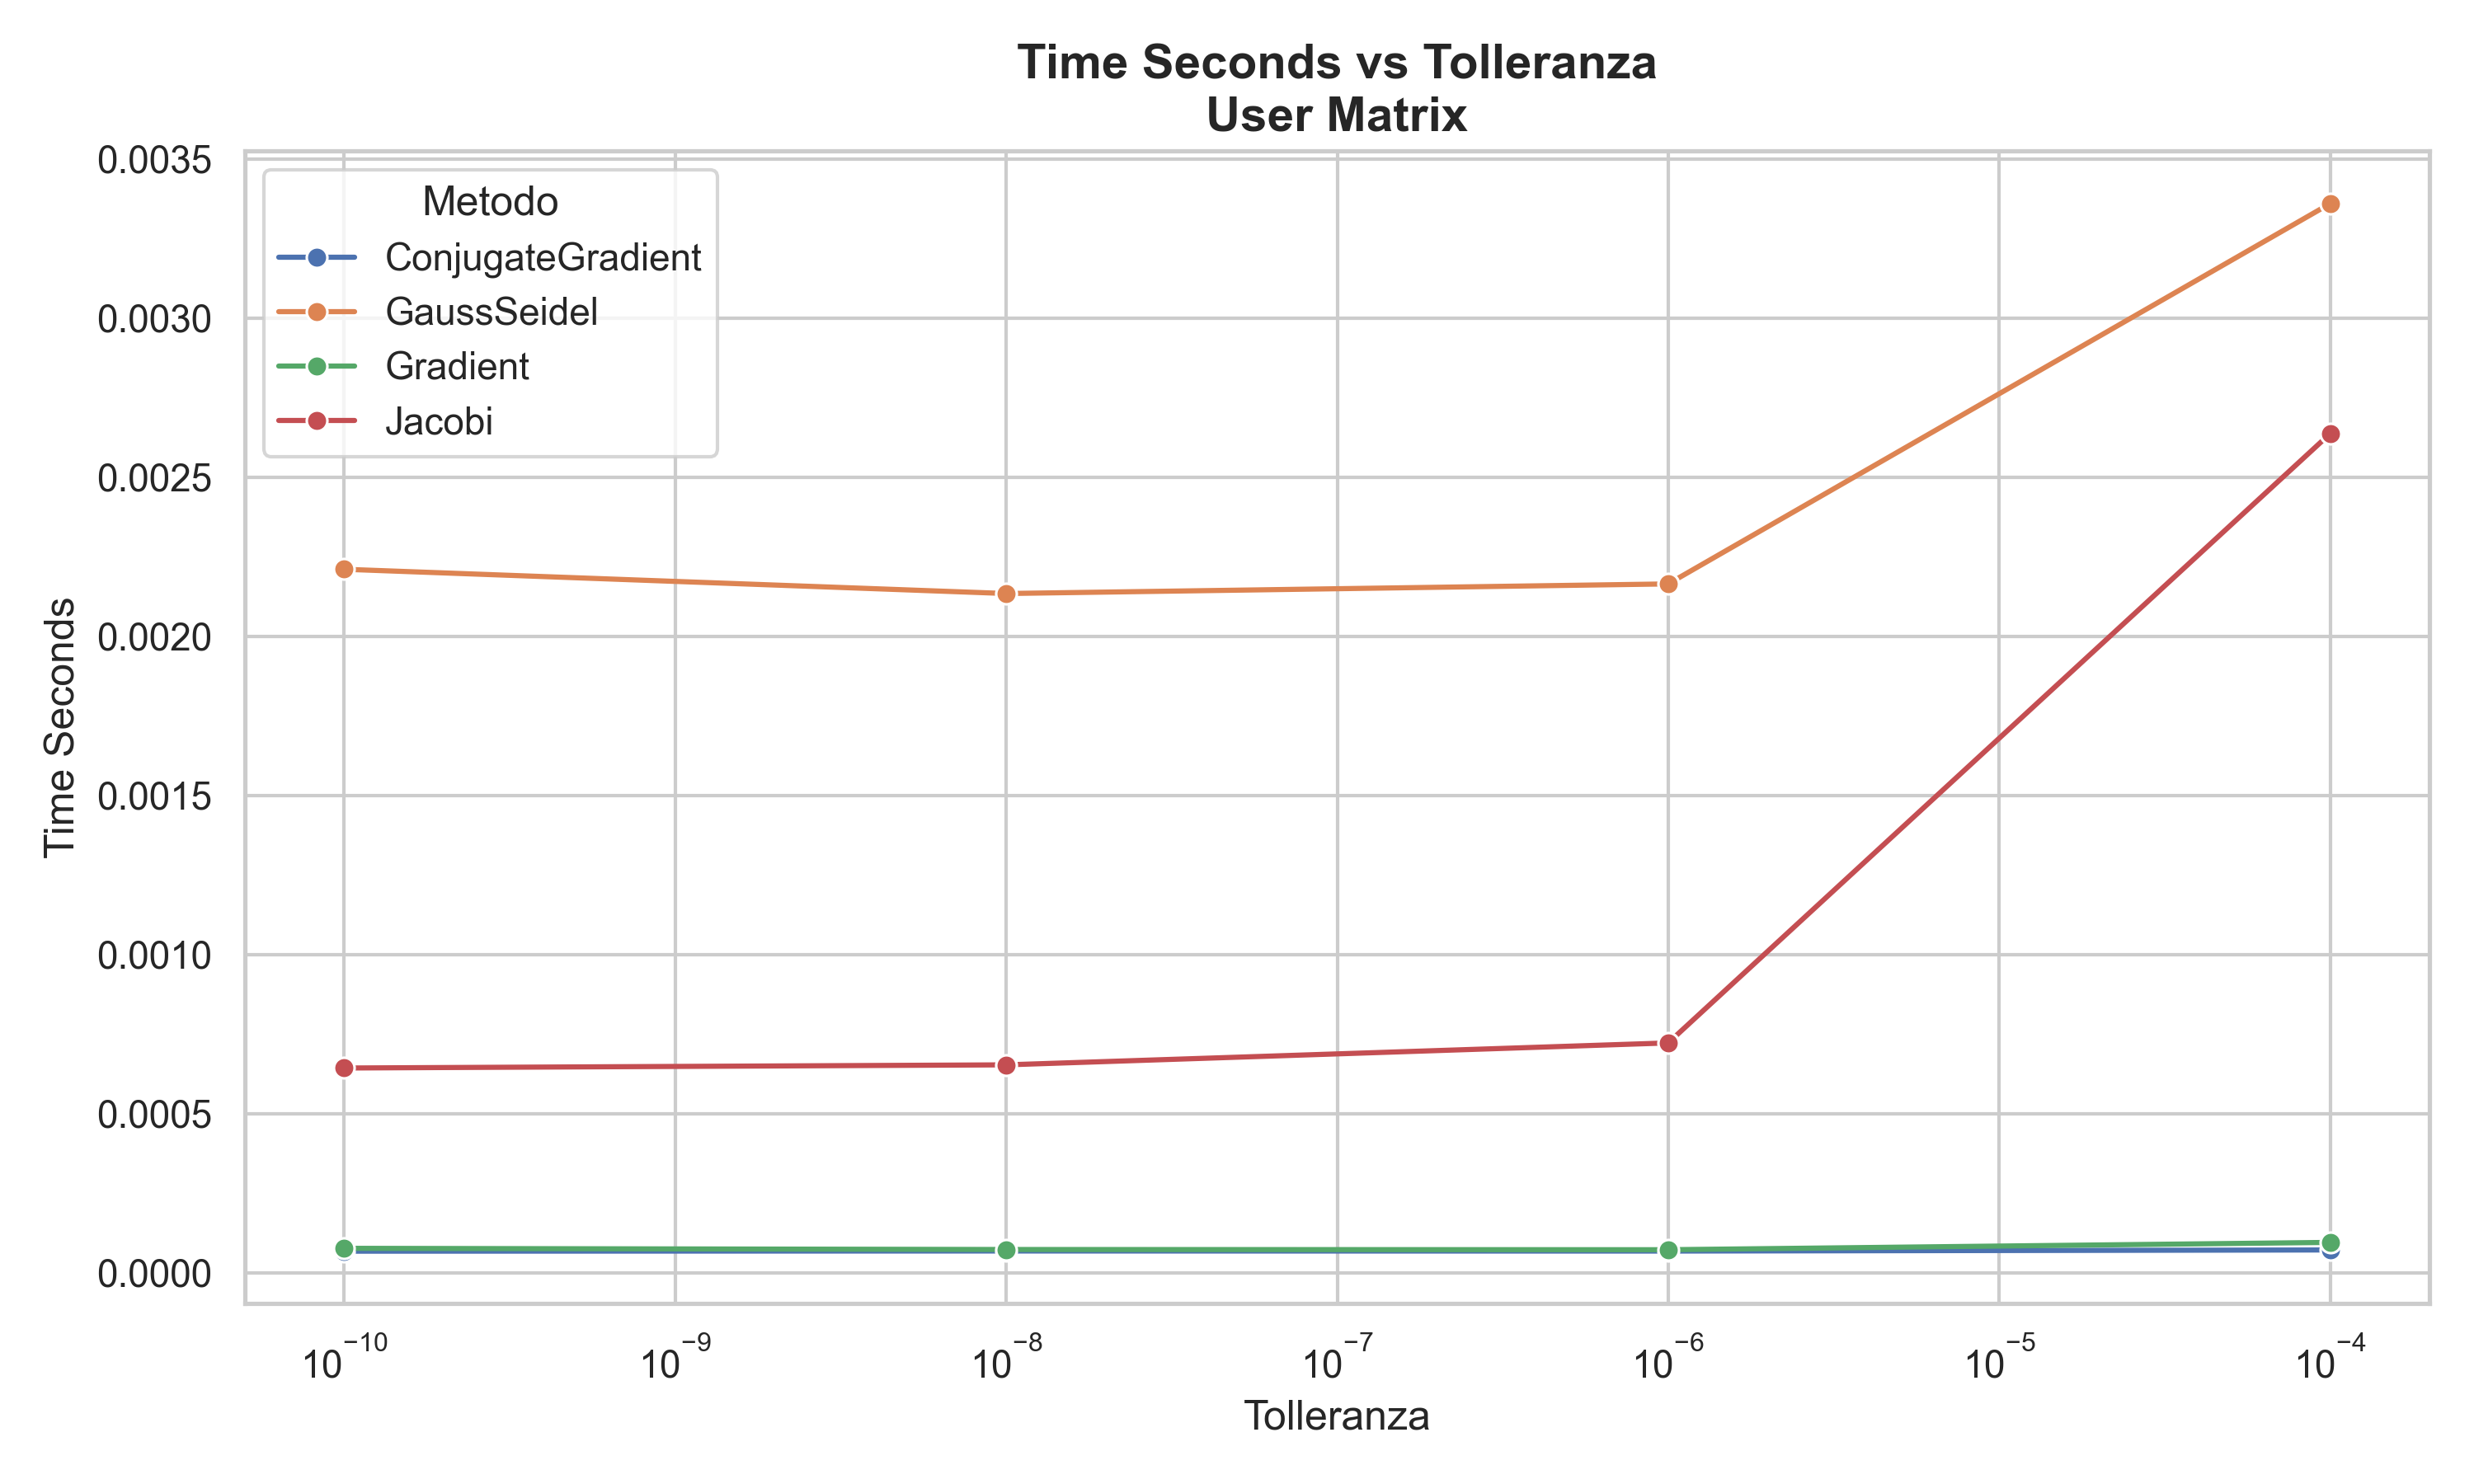 Time Seconds vs Tolleranza
User Matrix
Metodo
ConjugateGradient
GaussSeidel
Gradient
Jacobi
Time Seconds
0.0035
0.0030
0.0025
0.0020
0.0015
0.0010
0.0005
0.0000
10⁻¹⁰ 10⁻⁹ 10⁻⁸ 10⁻⁷ 10⁻⁶ 10⁻⁵ 10⁻⁴
Tolleranza